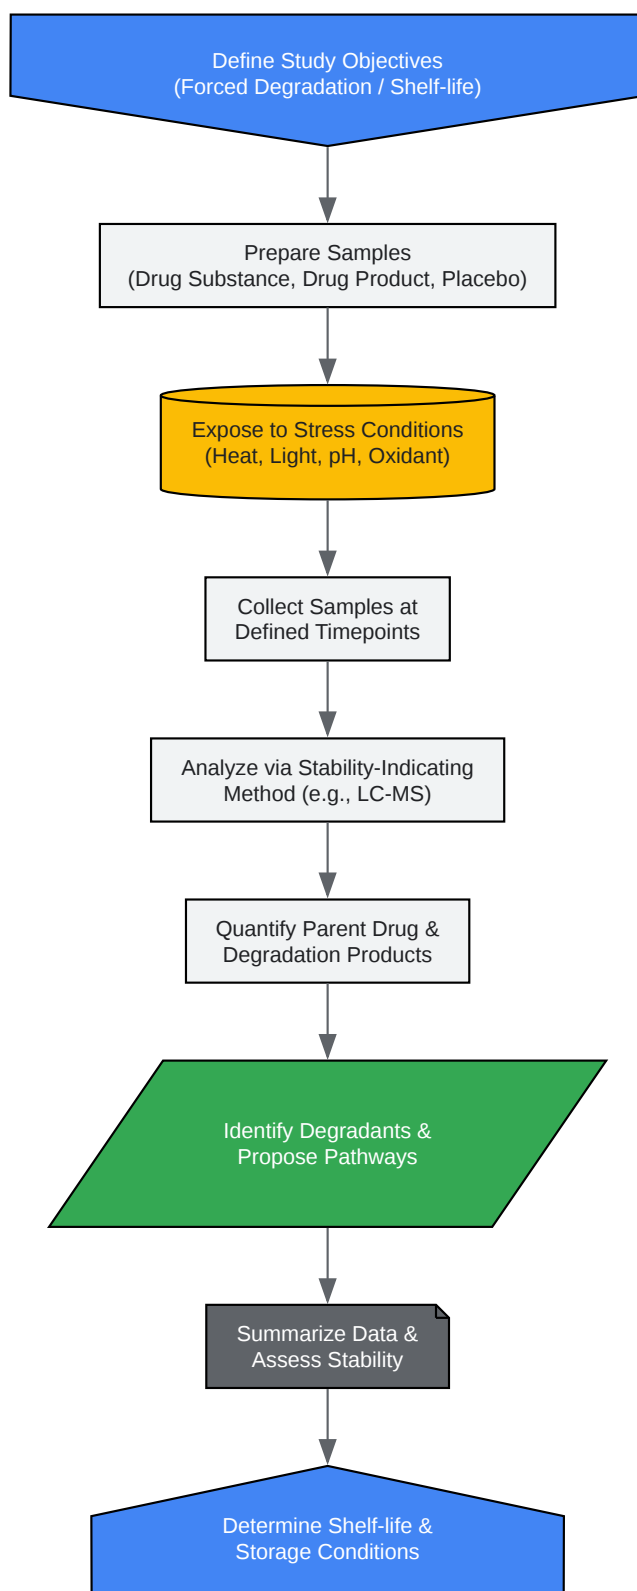 Define Study Objectives
(Forced Degradation / Shelf-life)
Prepare Samples
(Drug Substance, Drug Product, Placebo)
Expose to Stress Conditions
(Heat, Light, pH, Oxidant)
Collect Samples at
Defined Timepoints
Analyze via Stability-Indicating
Method (e.g., LC-MS)
Quantify Parent Drug &
Degradation Products
Identify Degradants &
Propose Pathways
Summarize Data &
Assess Stability
Determine Shelf-life &
Storage Conditions